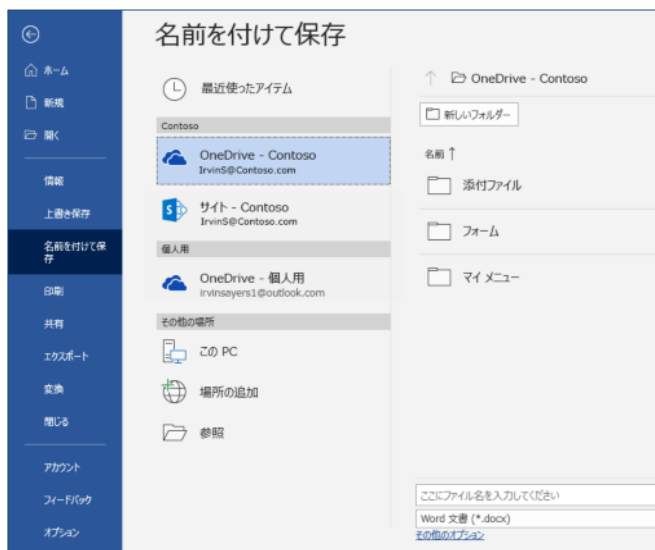 名前を付けて保存
ホーム
新規
開く
情報
上書き保存
名前を付けて保
存
印刷
共有
エクスポート
変換
閉じる
アカウント
フィードバック
オプション
最近使ったアイテム
Contoso
OneDrive - Contoso
IrvinS@Contoso.com
サイト - Contoso
IrvinS@Contoso.com
個人用
OneDrive - 個人用
irvinsayers1@outlook.com
その他の場所
この PC
場所の追加
参照
↑ OneDrive - Contoso
新しいフォルダー
名前 ↑
添付ファイル
フォーム
マイ メニュー
ここにファイル名を入力してください
Word 文書 (*.docx)
その他のオプション